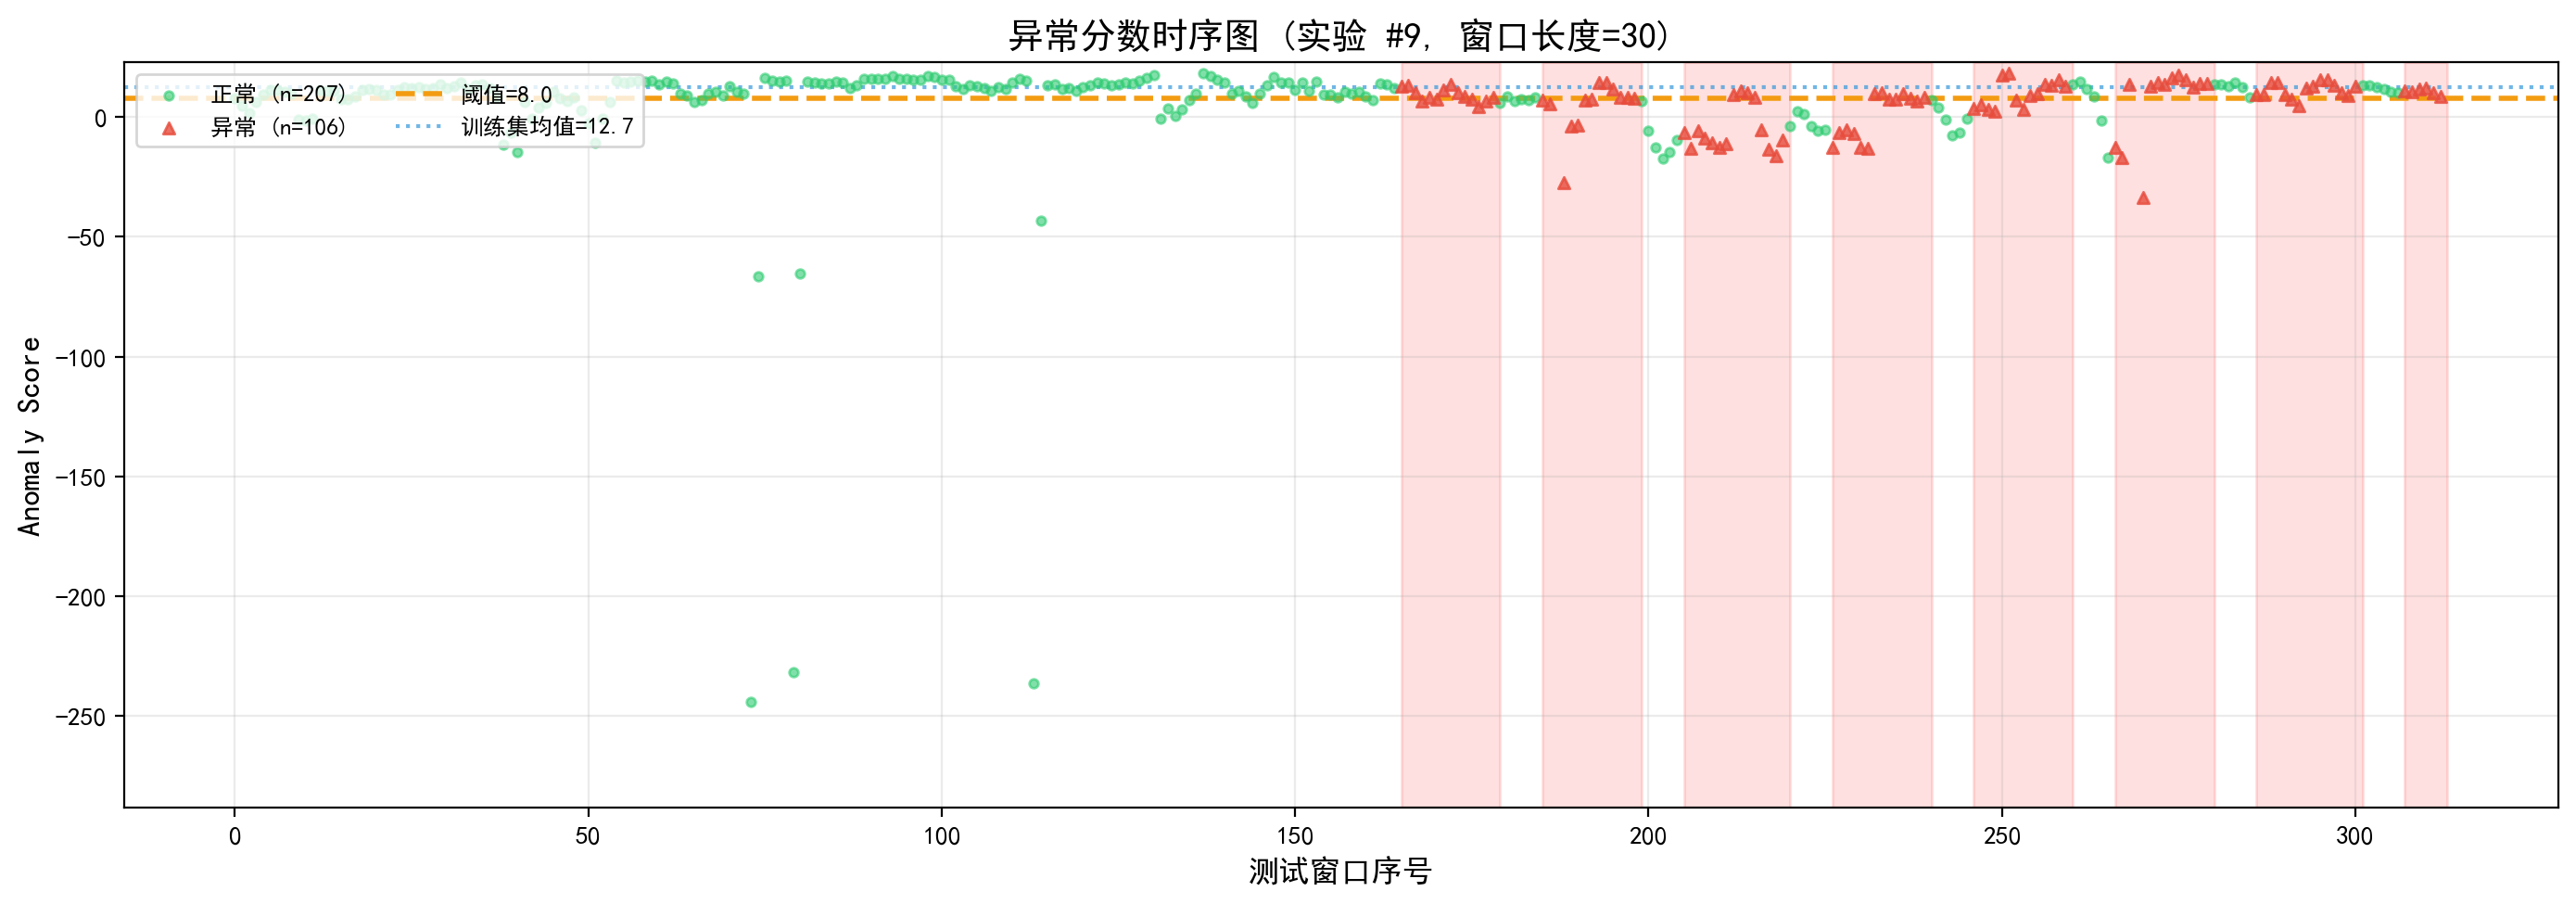 异常分数时序图 (实验 #9, 窗口长度=30)
正常 (n=207)
异常 (n=106)
阈值=8.0
训练集均值=12.7
Anomaly Score
0
−50
−100
−150
−200
−250
0 50 100 150 200 250 300
测试窗口序号